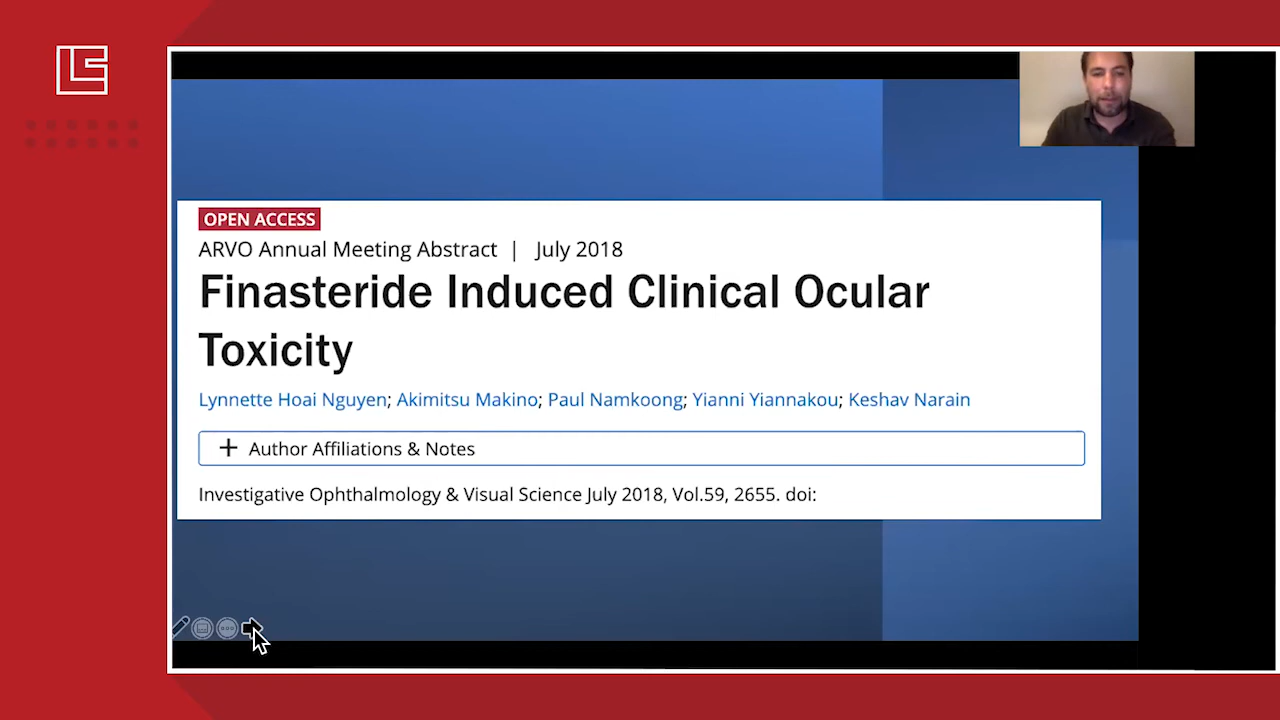 OPEN ACCESS
ARVO Annual Meeting Abstract | July 2018
Finasteride Induced Clinical Ocular
Toxicity
Lynnette Hoai Nguyen; Akimitsu Makino; Paul Namkoong; Yianni Yiannakou; Keshav Narain
+ Author Affiliations & Notes
Investigative Ophthalmology & Visual Science July 2018, Vol.59, 2655. doi: